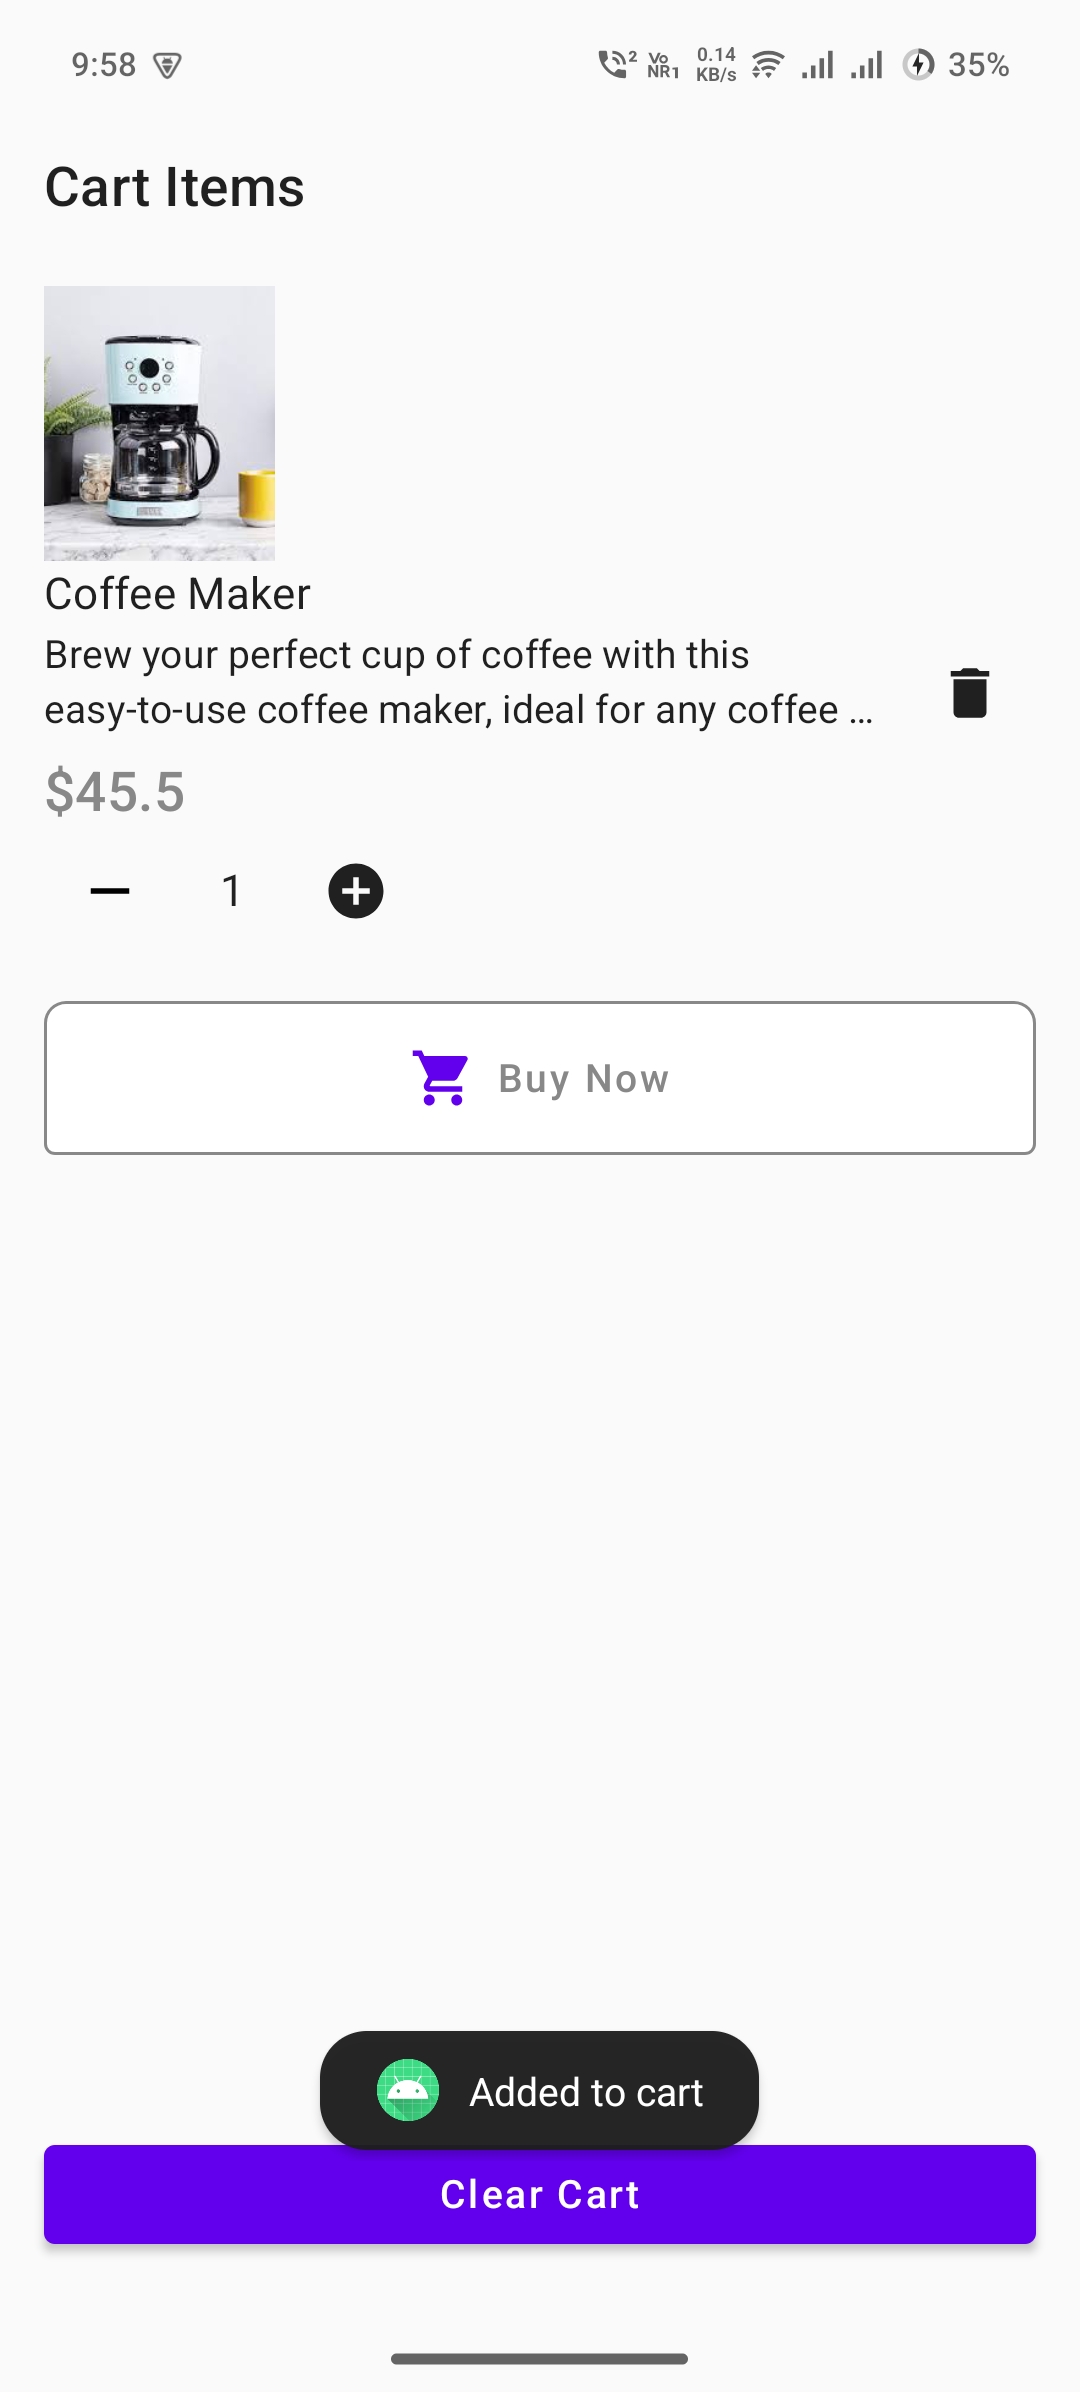 9:58
2
Vo
NR1
0.14
KB/s
35%
Cart Items
Coffee Maker
Brew your perfect cup of coffee with this
easy-to-use coffee maker, ideal for any coffee ...
$45.5
1
Buy Now
Added to cart
Clear Cart